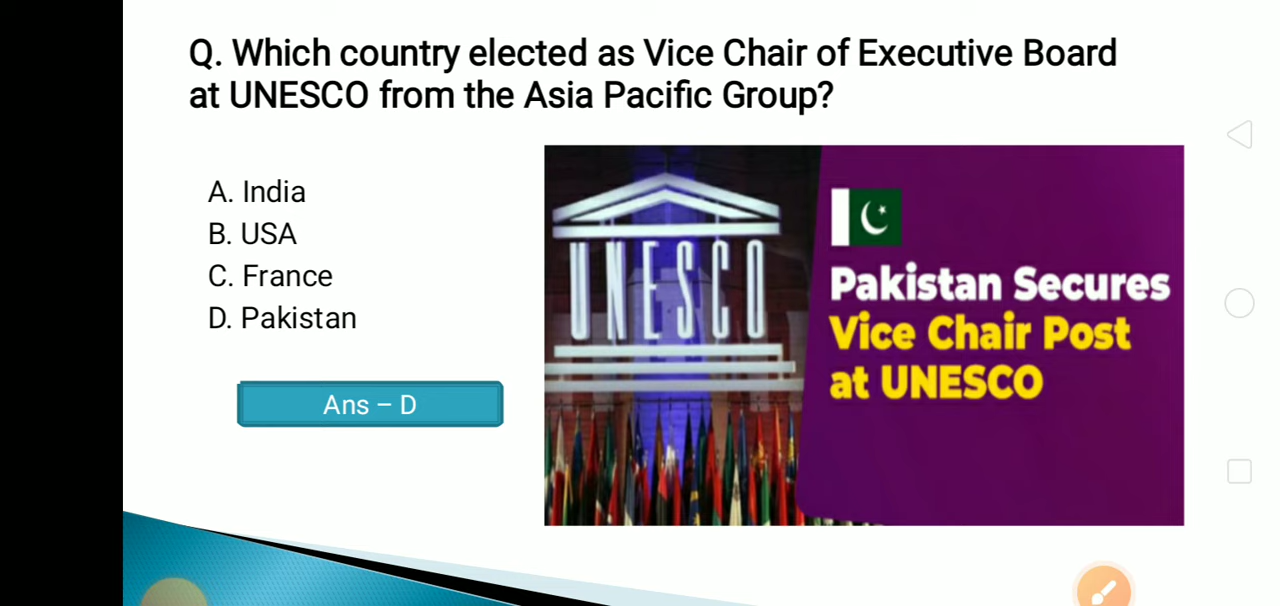 Q. Which country elected as Vice Chair of Executive Board
at UNESCO from the Asia Pacific Group?
A. India
B. USA
C. France
D. Pakistan
Ans – D
UNESCO
Pakistan Secures
Vice Chair Post
at UNESCO